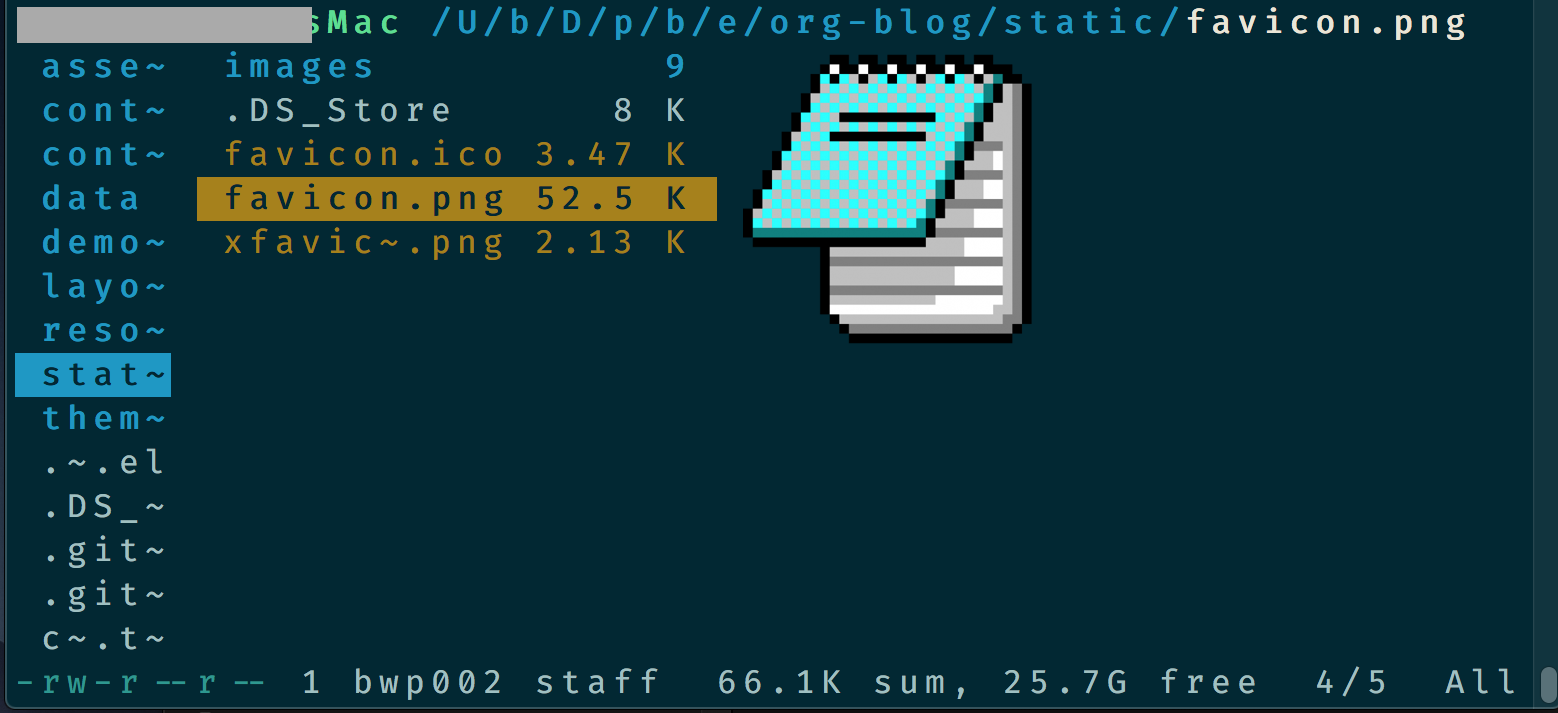 sMac /U/b/D/p/b/e/org-blog/static/favicon.png
asse~ images 9
cont~ .DS_Store 8 K
cont~ favicon.ico 3.47 K
data favicon.png 52.5 K
demo~ xfavic~.png 2.13 K
layo~
reso~
stat~
them~
.~.el
.DS_~
.git~
.git~
c~.t~
-rw-r--r-- 1 bwp002 staff 66.1K sum, 25.7G free 4/5 All